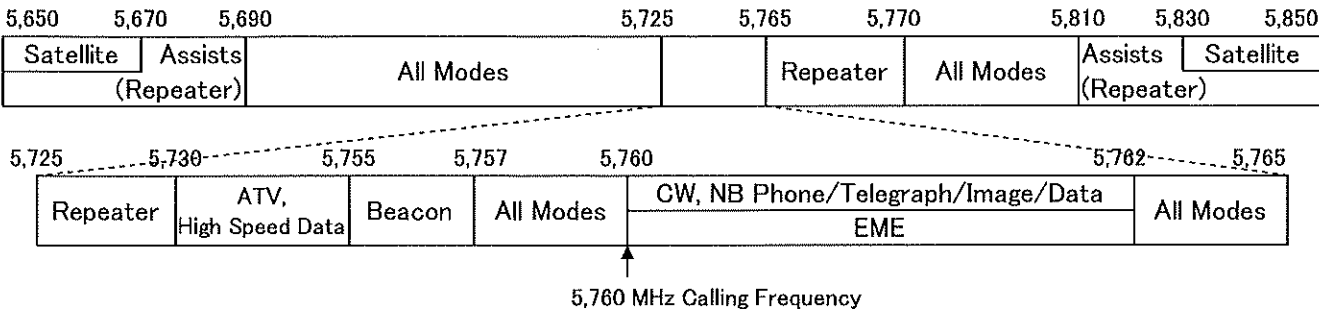 5,650 5,670 5,690 5,725 5,765 5,770 5,810 5,830 5,850
Satellite Assists All Modes Repeater All Modes Assists Satellite
(Repeater) (Repeater)
5,725 5,730 5,755 5,757 5,760 5,762 5,765
Repeater ATV, Beacon All Modes CW, NB Phone/Telegraph/Image/Data All Modes
High Speed Data EME
5,760 MHz Calling Frequency